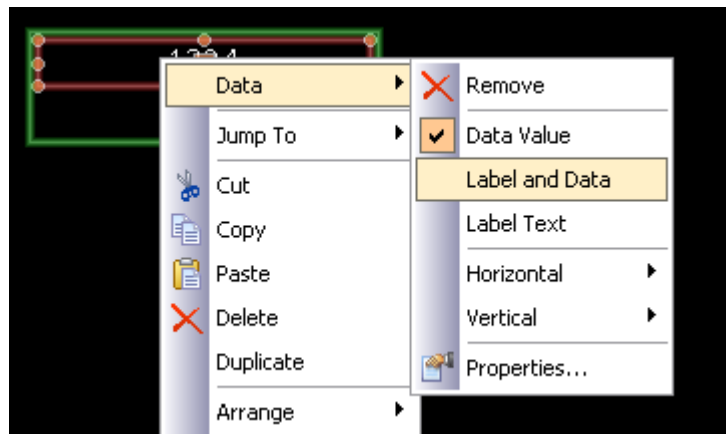 Data
Jump To
Cut
Copy
Paste
Delete
Duplicate
Arrange
Remove
Data Value
Label and Data
Label Text
Horizontal
Vertical
Properties...